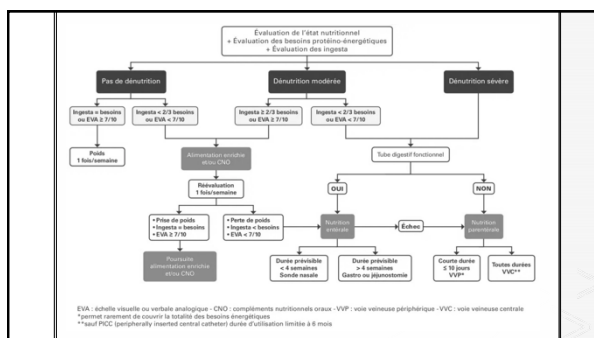 Évaluation de l'état nutritionnel
+ Évaluation des besoins protéino-énergétiques
+ Évaluation des ingesta
Pas de dénutrition
Dénutrition modérée
Dénutrition sévère
Ingesta = besoins
ou EVA ≥ 7/10
Ingesta < 2/3 besoins
ou EVA < 7/10
Ingesta ≥ 2/3 besoins
ou EVA ≥ 7/10
Ingesta < 2/3 besoins
ou EVA < 7/10
Poids
1 fois/semaine
Alimentation enrichie
et/ou CNO
Tube digestif fonctionnel
Réévaluation
1 fois/semaine
OUI
NON
• Prise de poids
• Ingesta = besoins
• EVA ≥ 7/10
• Perte de poids
• Ingesta < besoins
• EVA < 7/10
Nutrition
entérale
Échec
Nutrition
parentérale
Poursuite
alimentation enrichie
et/ou CNO
Durée prévisible
< 4 semaines
Sonde nasale
Durée prévisible
> 4 semaines
Gastro ou jéjunostomie
Courte durée
≤ 10 jours
VVP*
Toutes durées
VVC**
EVA : échelle visuelle ou verbale analogique - CNO : compléments nutritionnels oraux - VVP : voie veineuse périphérique - VVC : voie veineuse centrale
*permet rarement de couvrir la totalité des besoins énergétiques
**sauf PICC (peripherally inserted central catheter) durée d'utilisation limitée à 6 mois